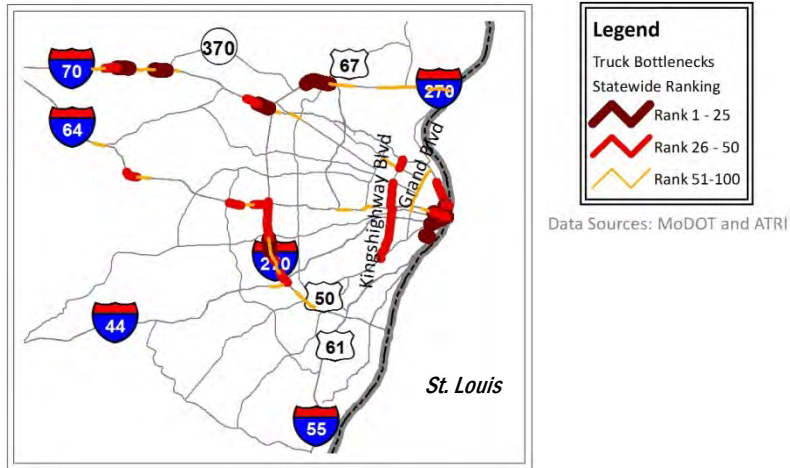 370
67
70
270
64
Kingshighway Blvd
Grand Blvd
270
50
44
61
St. Louis
55
Legend
Truck Bottlenecks
Statewide Ranking
Rank 1 - 25
Rank 26 - 50
Rank 51-100
Data Sources: MoDOT and ATRI